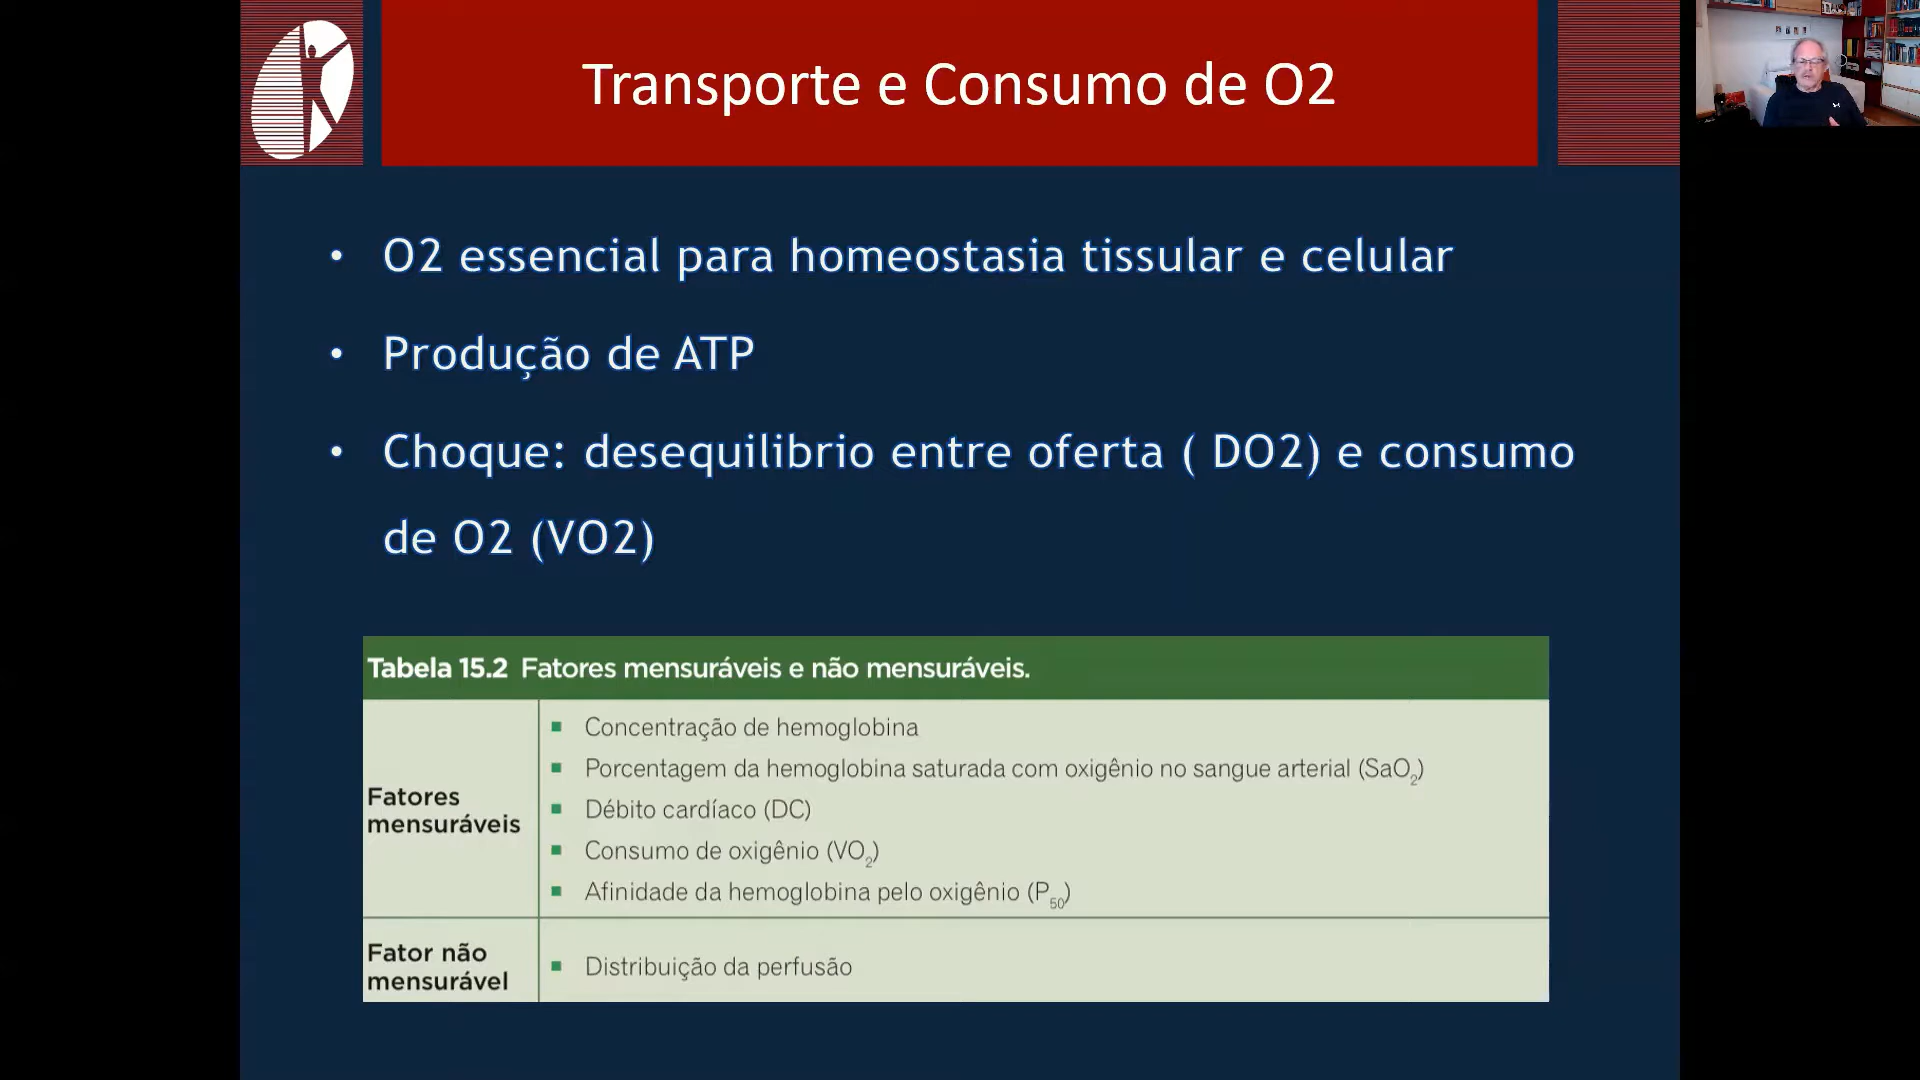 Transporte e Consumo de O2
• O2 essencial para homeostasia tissular e celular
• Produção de ATP
• Choque: desequilibrio entre oferta ( DO2) e consumo
de O2 (VO2)
Tabela 15.2 Fatores mensuráveis e não mensuráveis.
Fatores
mensuráveis
▪ Concentração de hemoglobina
▪ Porcentagem da hemoglobina saturada com oxigênio no sangue arterial (SaO₂)
▪ Débito cardíaco (DC)
▪ Consumo de oxigênio (VO₂)
▪ Afinidade da hemoglobina pelo oxigênio (P₅₀)
Fator não
mensurável
▪ Distribuição da perfusão